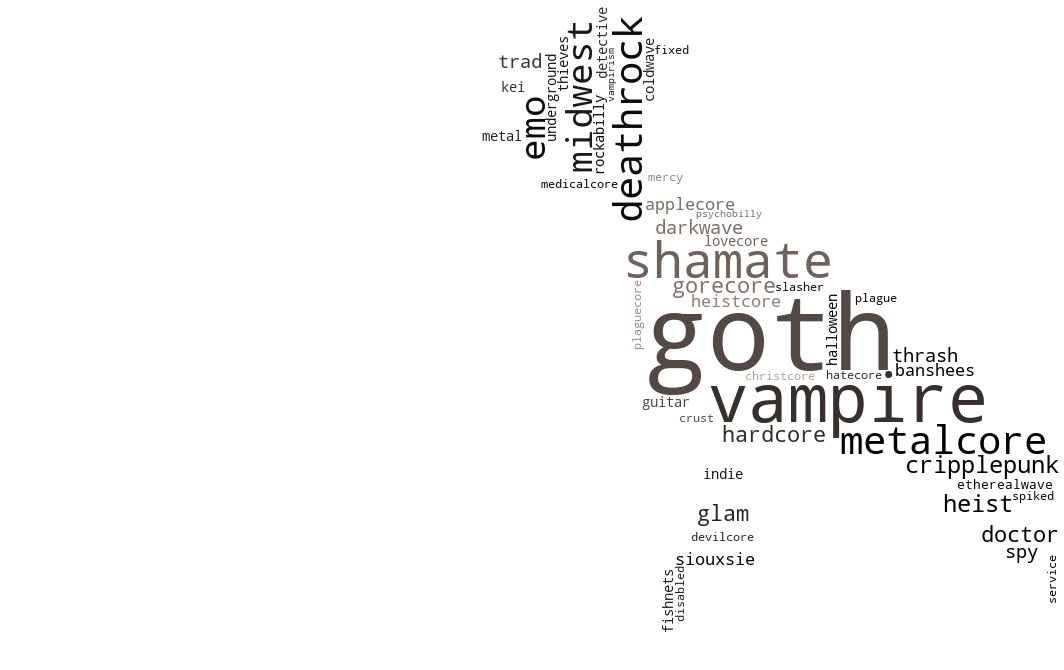 trad
kei
metal
emo
underground
thieves
midwest
rockabilly
detective
vampirism
deathrock
coldwave
fixed
medicalcore
mercy
applecore
psychobilly
darkwave
lovecore
shamate
gorecore
slasher
heistcore
plaguecore
halloween
plague
goth
thrash
banshees
christcore
hatecore
vampire
guitar
crust
hardcore
metalcore
cripplepunk
indie
etherealwave
spiked
heist
glam
doctor
devilcore
spy
siouxsie
service
fishnets
disabled